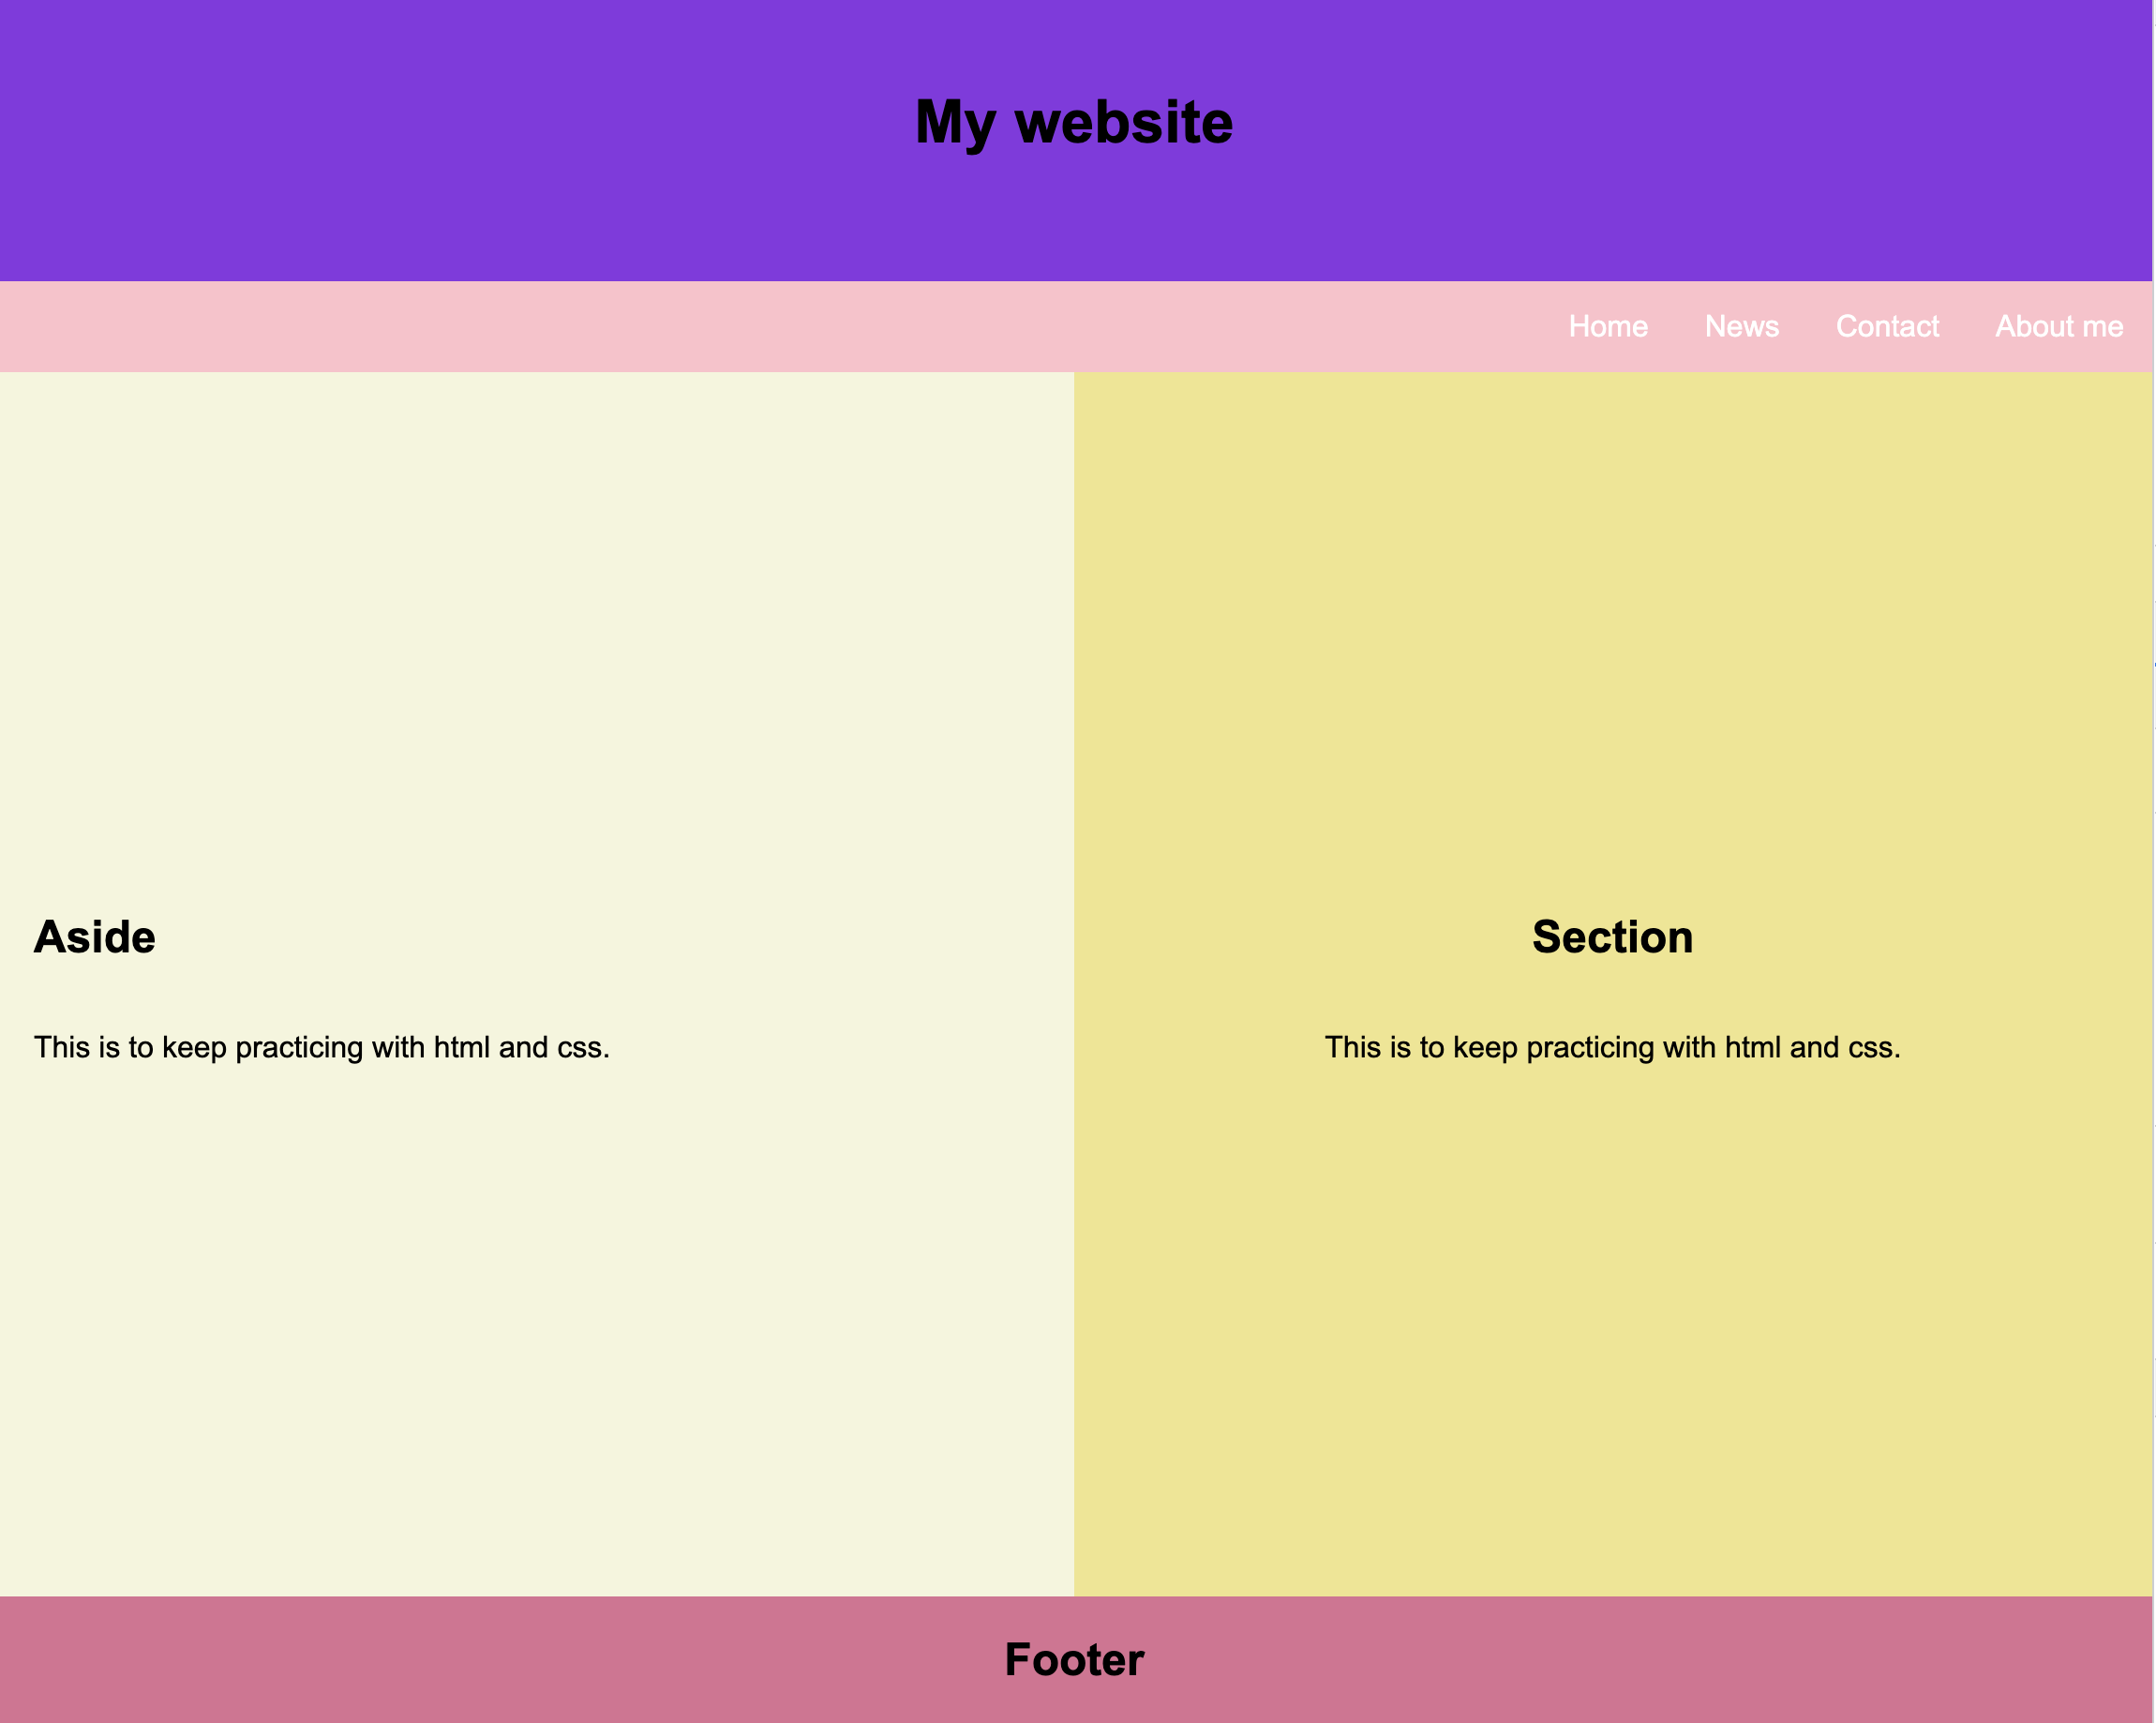 My website
Home News Contact About me
Aside
This is to keep practicing with html and css.
Section
This is to keep practicing with html and css.
Footer